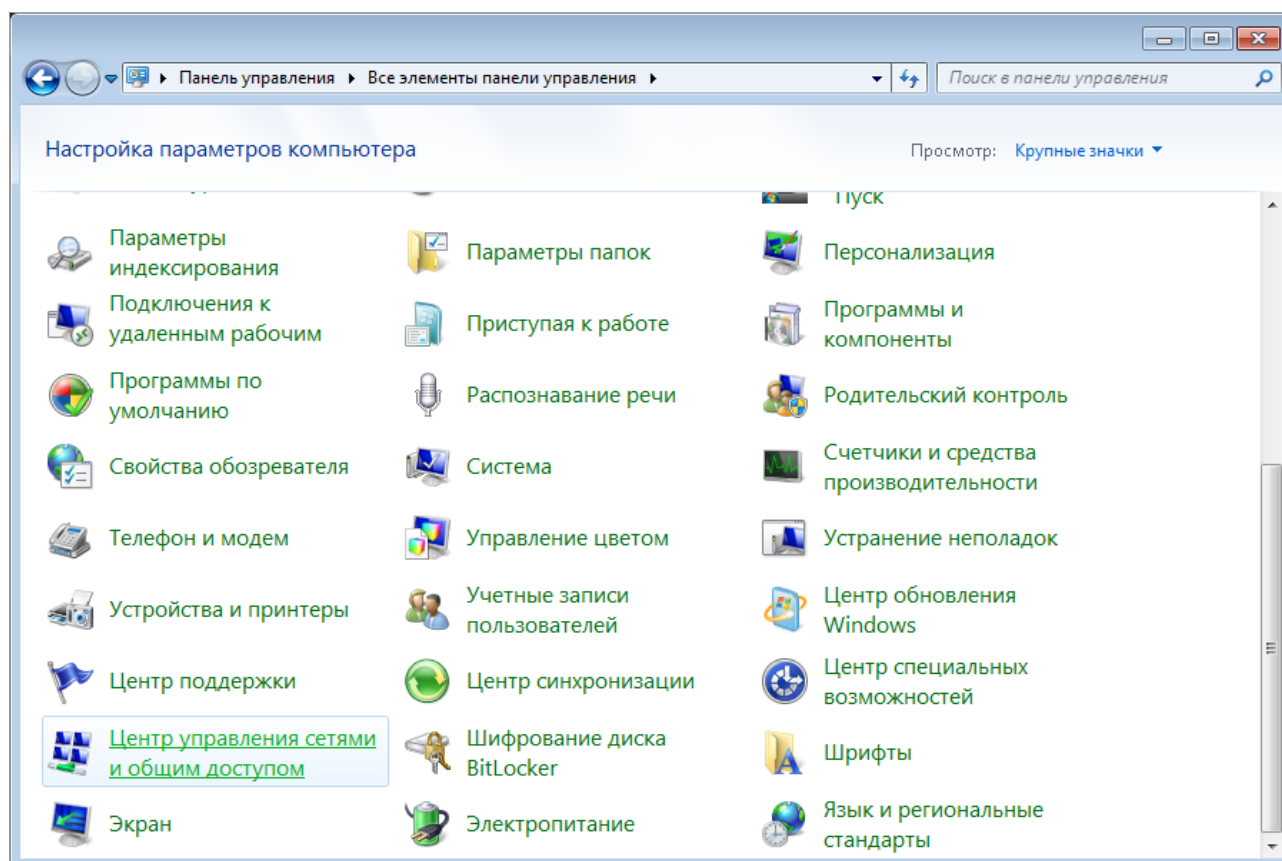 Панель управления Все элементы панели управления
Поиск в панели управления
Настройка параметров компьютера
Просмотр: Крупные значки
Пуск
Параметры
индексирования
Параметры папок
Персонализация
Подключения к
удаленным рабочим
Приступая к работе
Программы и
компоненты
Программы по
умолчанию
Распознавание речи
Родительский контроль
Свойства обозревателя
Система
Счетчики и средства
производительности
Телефон и модем
Управление цветом
Устранение неполадок
Устройства и принтеры
Учетные записи
пользователей
Центр обновления
Windows
Центр поддержки
Центр синхронизации
Центр специальных
возможностей
Центр управления сетями
и общим доступом
Шифрование диска
BitLocker
Шрифты
Экран
Электропитание
Язык и региональные
стандарты